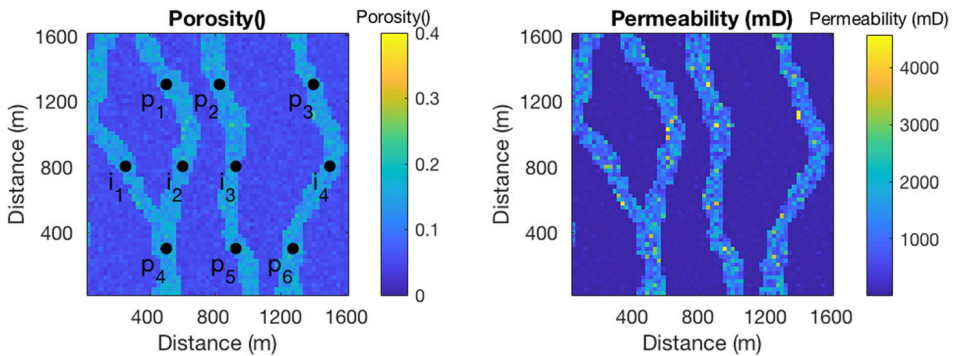 Porosity() Porosity()
1600
1200
800
400
Distance (m)
400 800 1200 1600
Distance (m)
0.4
0.3
0.2
0.1
0
p1 p2 p3
i1 i2 i3 i4
p4 p5 p6
Permeability (mD) Permeability (mD)
1600
1200
800
400
Distance (m)
400 800 1200 1600
Distance (m)
4000
3000
2000
1000